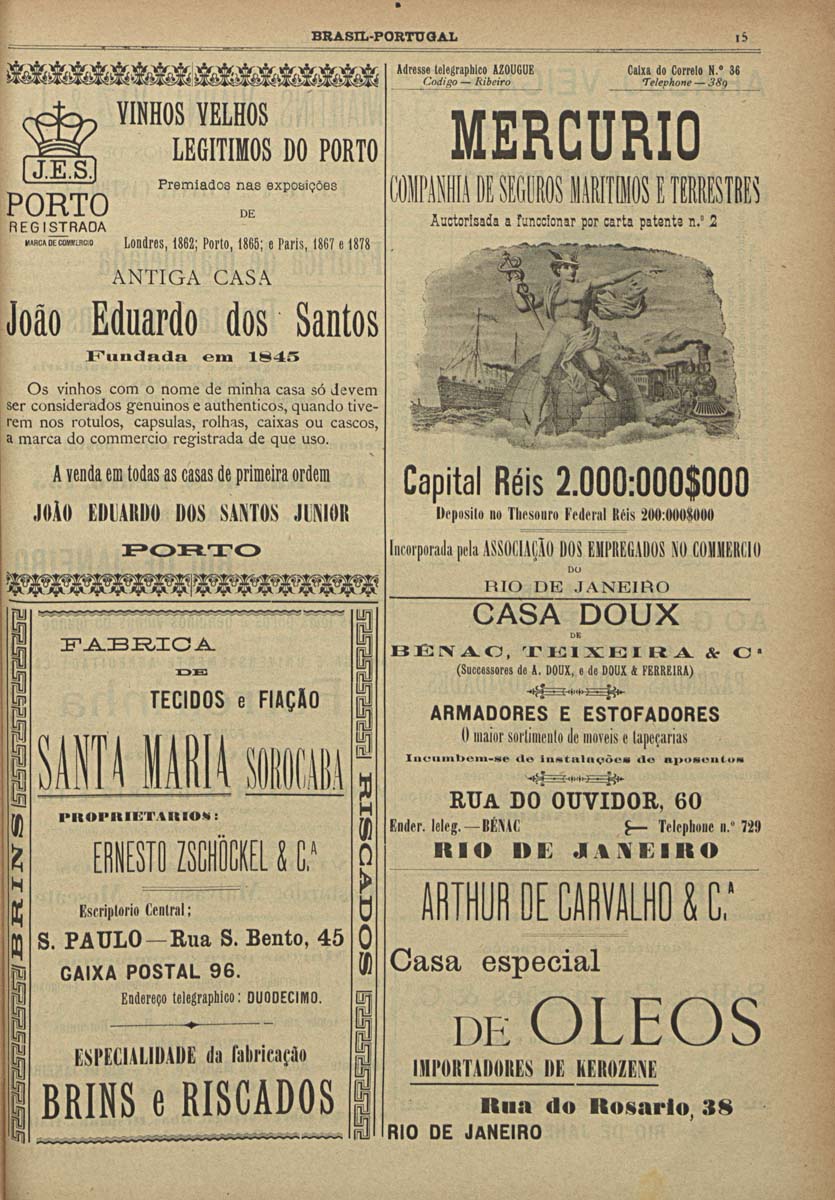 BRASIL-PORTUGAL 15
J.E.S.
PORTO
REGISTRADA
MARCA DE COMMERCIO
VINHOS VELHOS
LEGITIMOS DO PORTO
Premiados nas exposições
DE
Londres, 1862; Porto, 1865; e Paris, 1867 e 1878
ANTIGA CASA
João Eduardo dos Santos
Fundada em 1845
Os vinhos com o nome de minha casa só devem
ser considerados genuinos e authenticos, quando tive-
rem nos rotulos, capsulas, rolhas, caixas ou cascos,
a marca do commercio registrada de que uso.
A venda em todas as casas de primeira ordem
JOÃO EDUARDO DOS SANTOS JUNIOR
PORTO
BRINS
FABRICA
DE
TECIDOS e FIAÇÃO
SANTA MARIA SOROCABA
PROPRIETARIOS:
ERNESTO ZSCHÖCKEL & C.ᴬ
Escriptorio Central;
S. PAULO—Rua S. Bento, 45
CAIXA POSTAL 96.
Endereço telegraphico: DUODECIMO.
ESPECIALIDADE da fabricação
BRINS e RISCADOS
RISCADOS
Adresse telegraphico AZOUGUE
Codigo — Ribeiro
Caixa do Correio N.º 36
Telephone — 389
MERCURIO
COMPANHIA DE SEGUROS MARITIMOS E TERRESTRES
Auctorisada a funccionar por carta patente n.º 2
Capital Réis 2.000:000$000
Deposito no Thesouro Federal Réis 200:000$000
Incorporada pela ASSOCIAÇÃO DOS EMPREGADOS NO COMMERCIO
DO
RIO DE JANEIRO
CASA DOUX
DE
BÉNAC, TEIXEIRA & Cª
(Successores de A. DOUX, e de DOUX & FERREIRA)
ARMADORES E ESTOFADORES
O maior sortimento de moveis e tapeçarias
Incumbem-se de instalações de aposentos
RUA DO OUVIDOR, 60
Ender. teleg.—BÉNAC Telephone n.º 729
RIO DE JANEIRO
ARTHUR DE CARVALHO & C.ᴬ
Casa especial
DE OLEOS
IMPORTADORES DE KEROZENE
Rua do Rosario, 38
RIO DE JANEIRO